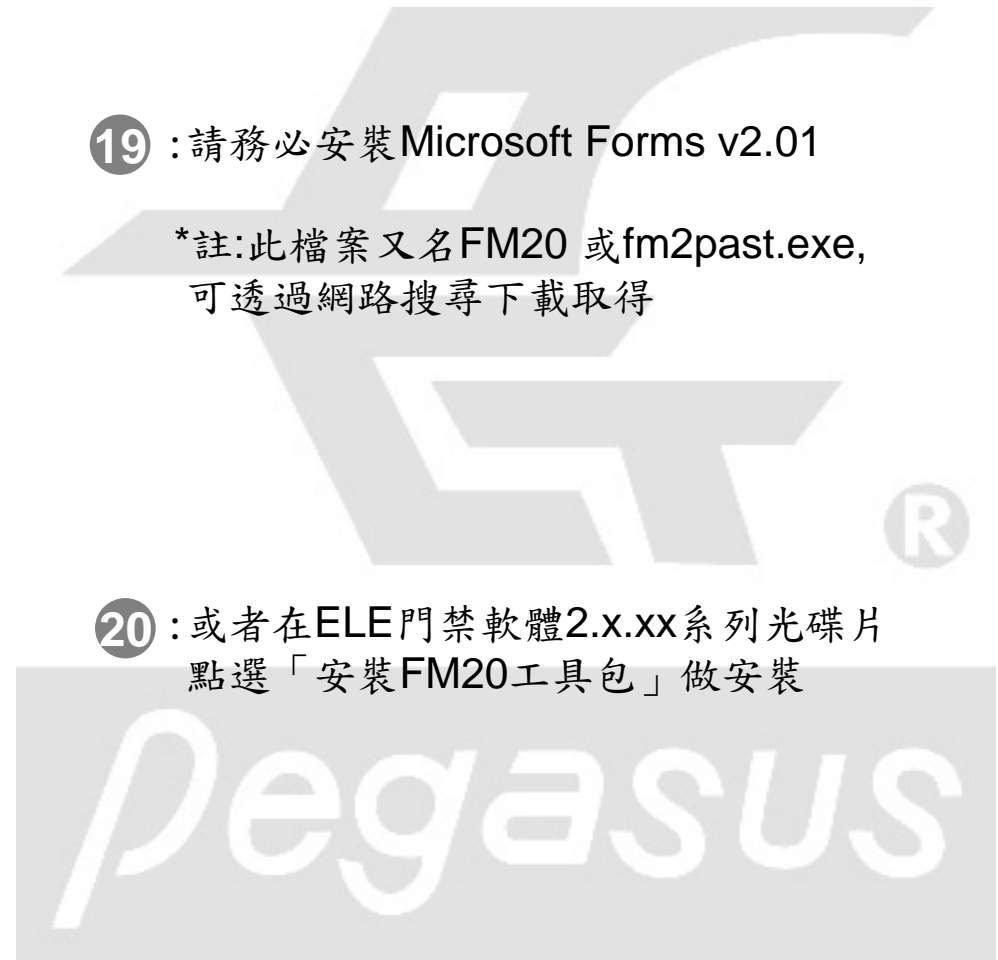 19 :請務必安裝Microsoft Forms v2.01
*註:此檔案又名FM20 或fm2past.exe,
可透過網路搜尋下載取得
®
20 :或者在ELE門禁軟體2.x.xx系列光碟片
點選「安裝FM20工具包」做安裝
pegasus